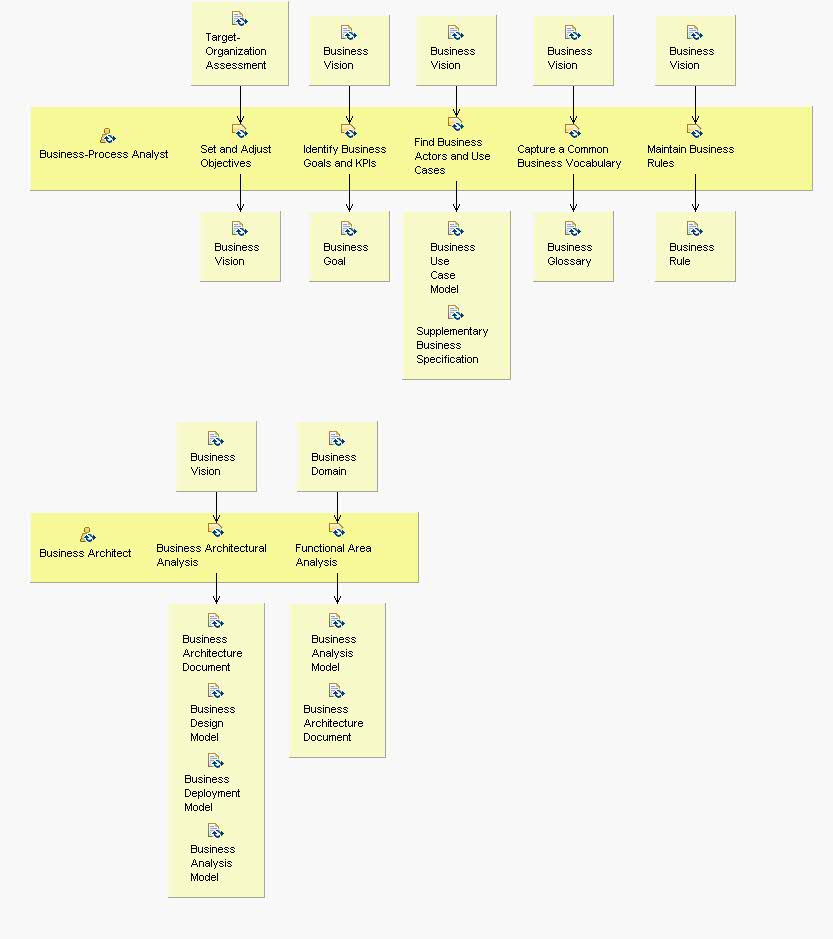 Target-
Organization
Assessment
Business
Vision
Business
Vision
Business
Vision
Business
Vision
Business-Process Analyst
Set and Adjust
Objectives
Identify Business
Goals and KPIs
Find Business
Actors and Use
Cases
Capture a Common
Business Vocabulary
Maintain Business
Rules
Business
Vision
Business
Goal
Business
Use
Case
Model
Supplementary
Business
Specification
Business
Glossary
Business
Rule
Business
Vision
Business
Domain
Business Architect
Business Architectural
Analysis
Functional Area
Analysis
Business
Architecture
Document
Business
Design
Model
Business
Deployment
Model
Business
Analysis
Model
Business
Analysis
Model
Business
Architecture
Document